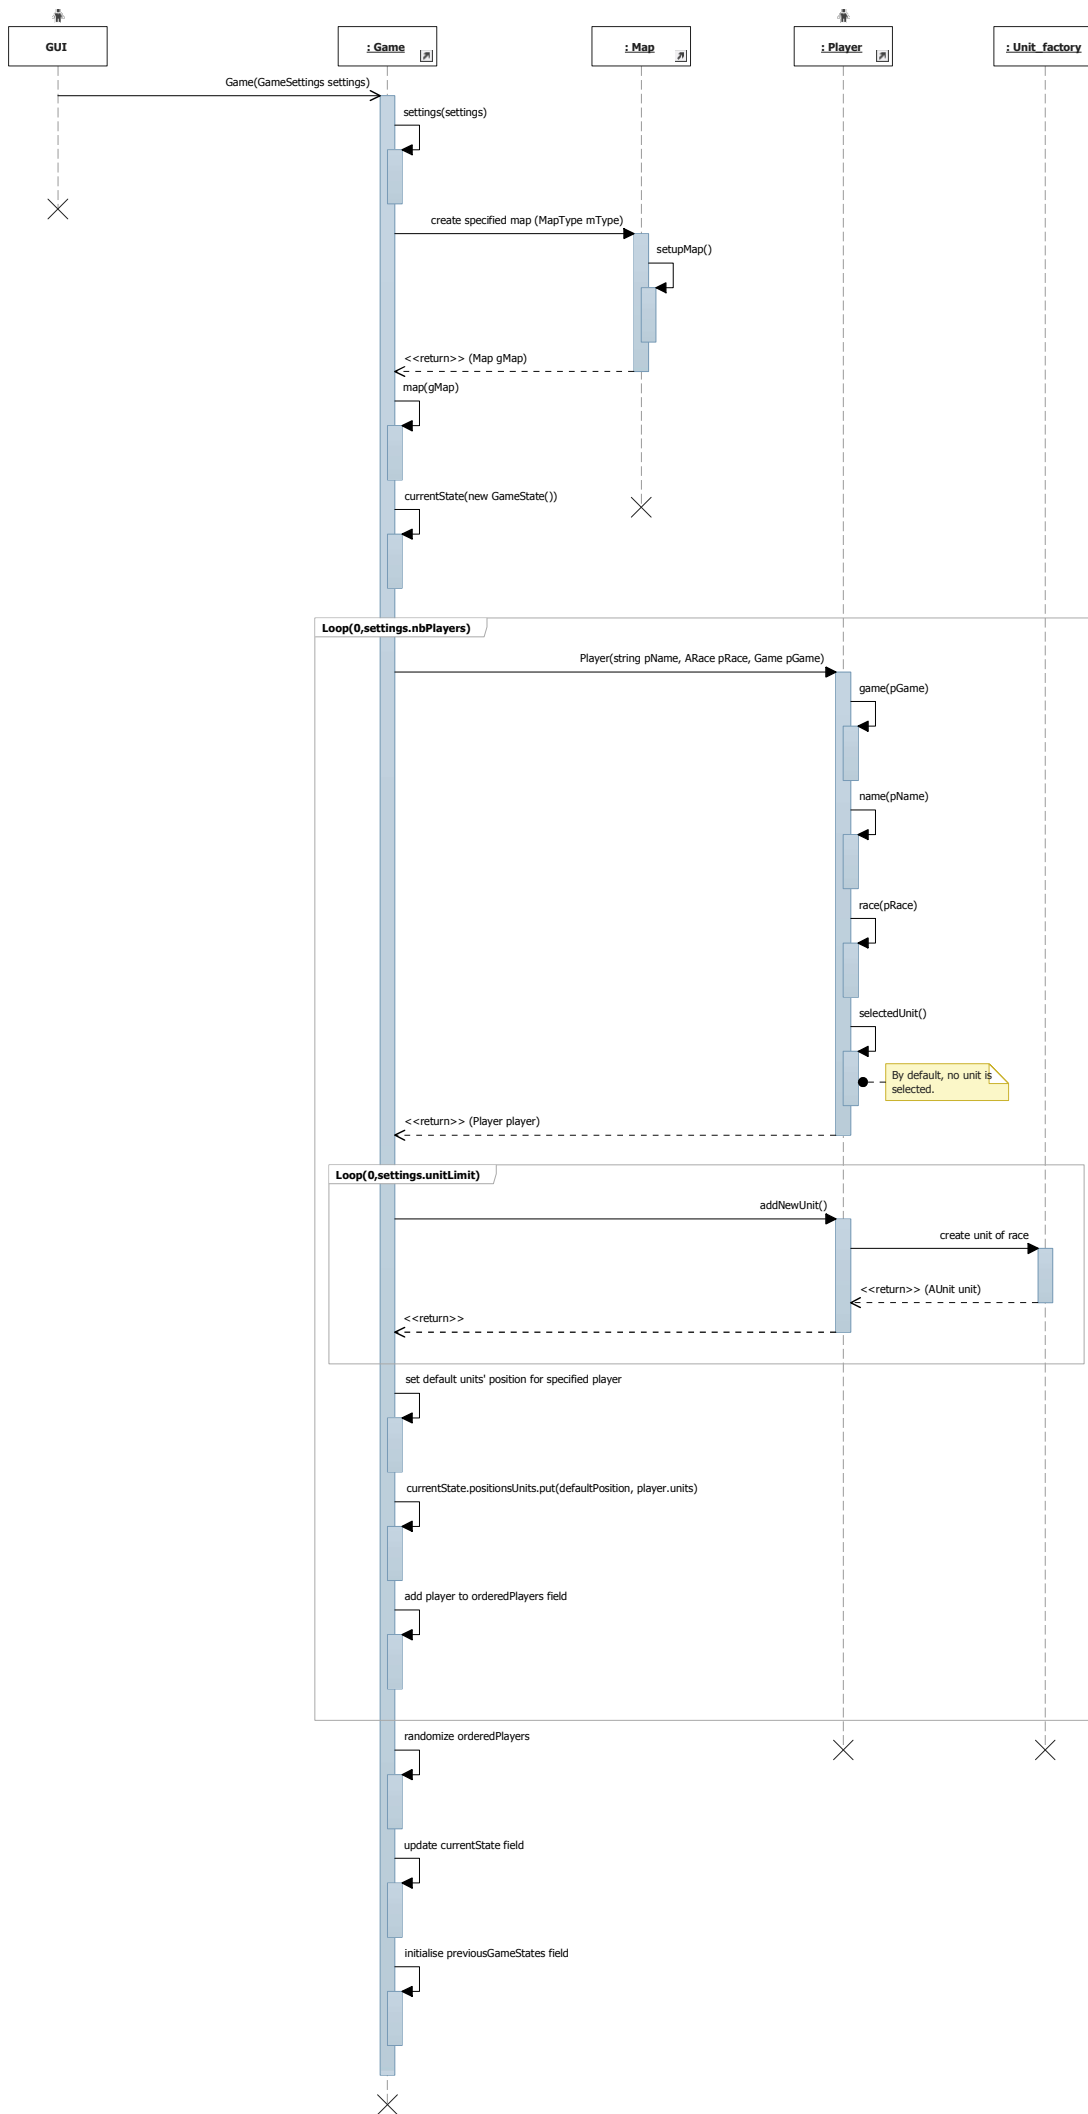 GUI
: Game
: Map
: Player
: Unit_factory
Game(GameSettings settings)
settings(settings)
create specified map (MapType mType)
setupMap()
<<return>> (Map gMap)
map(gMap)
currentState(new GameState())
Loop(0,settings.nbPlayers)
Player(string pName, ARace pRace, Game pGame)
game(pGame)
name(pName)
race(pRace)
selectedUnit()
By default, no unit is
selected.
<<return>> (Player player)
Loop(0,settings.unitLimit)
addNewUnit()
create unit of race
<<return>> (AUnit unit)
<<return>>
set default units' position for specified player
currentState.positionsUnits.put(defaultPosition, player.units)
add player to orderedPlayers field
randomize orderedPlayers
update currentState field
initialise previousGameStates field